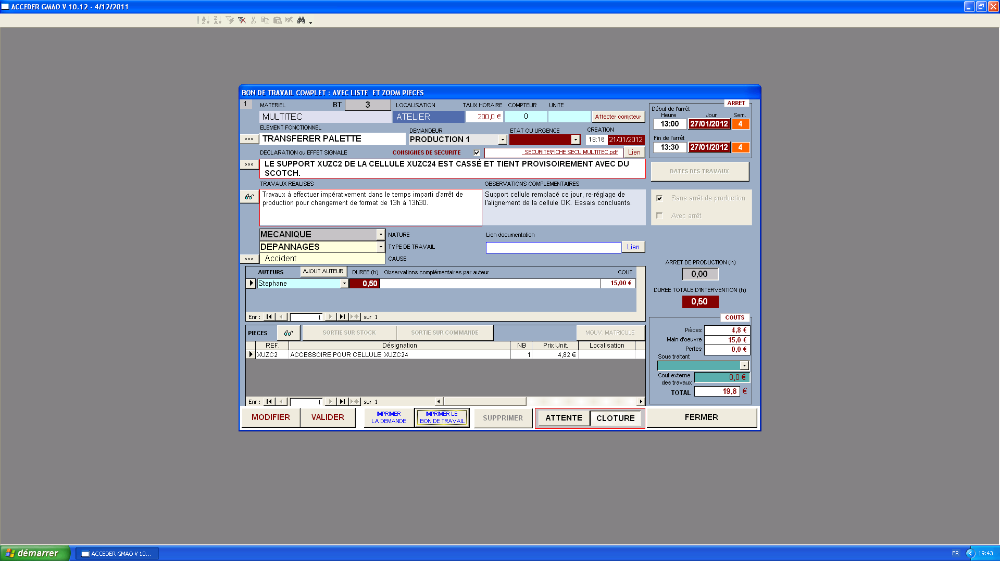 ACCEDER GMAO V 10.12 - 4/12/2011
BON DE TRAVAIL COMPLET : AVEC LISTE ET ZOOM PIECES
1
MATERIEL
BT
3
LOCALISATION
TAUX HORAIRE
COMPTEUR
UNITE
MULTITEC
ATELIER
200,0 €
0
Affecter compteur
ELEMENT FONCTIONNEL
DEMANDEUR
ETAT OU URGENCE
CREATION
TRANSFERER PALETTE
PRODUCTION 1
18:16
21/01/2012
DECLARATION ou EFFET SIGNALE
CONSIGNES DE SECURITE
_SECURITE\FICHE SECU MULTITEC.pdf
Lien
LE SUPPORT XUZC2 DE LA CELLULE XUZC24 EST CASSÉ ET TIENT PROVISOIREMENT AVEC DU
SCOTCH.
TRAVAUX REALISES
OBSERVATIONS COMPLEMENTAIRES
Travaux à effectuer impérativement dans le temps imparti d'arrêt de
production pour changement de format de 13h à 13h30.
Support cellule remplacé ce jour, re-réglage de
l'alignement de la cellule OK. Essais concluants.
MECANIQUE
NATURE
Lien documentation
DEPANNAGES
TYPE DE TRAVAIL
Lien
Accident
CAUSE
AUTEURS
AJOUT AUTEUR
DUREE (h)
Observations complémentaires par auteur
COUT
Stephane
0,50
15,00 €
Enr :
1
sur 1
PIECES
SORTIE SUR STOCK
SORTIE SUR COMMANDE
MOUV. MATRICULE
REF.
Désignation
NB
Prix Unit.
Localisation
XUZC2
ACCESSOIRE POUR CELLULE XUZC24
1
4,82 €
Enr :
1
sur 1
ARRET
Début de l'arrêt
Heure
Jour
Sem.
13:00
27/01/2012
4
Fin de l'arrêt
13:30
27/01/2012
4
DATES DES TRAVAUX
Sans arrêt de production
Avec arrêt
ARRET DE PRODUCTION (h)
0,00
DUREE TOTALE D'INTERVENTION (h)
0,50
COUTS
Pièces
4,8 €
Main d'oeuvre
15,0 €
Pertes
0,0 €
Sous traitant
Cout externe
des travaux
0,0 €
TOTAL
19,8
€
MODIFIER
VALIDER
IMPRIMER
LA DEMANDE
IMPRIMER LE
BON DE TRAVAIL
SUPPRIMER
ATTENTE
CLOTURE
FERMER
démarrer
ACCEDER GMAO V 10...
FR
19:43